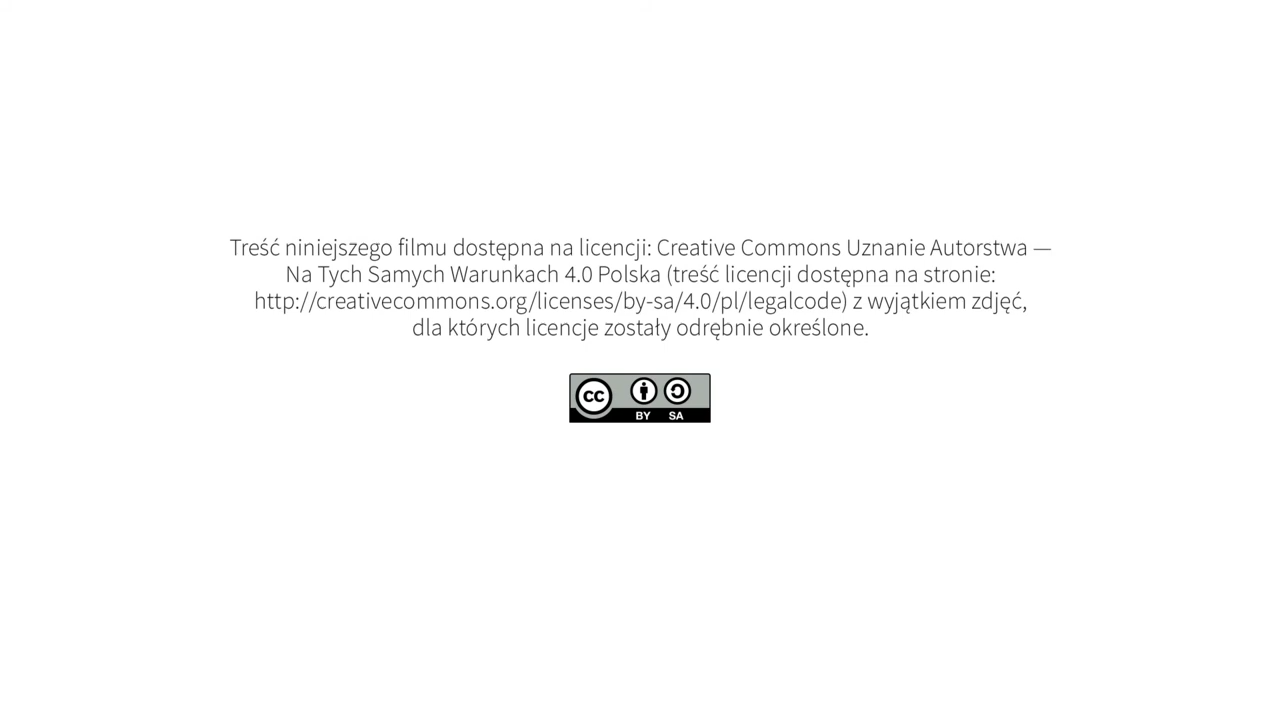 Treść niniejszego filmu dostępna na licencji: Creative Commons Uznanie Autorstwa —
Na Tych Samych Warunkach 4.0 Polska (treść licencji dostępna na stronie:
http://creativecommons.org/licenses/by-sa/4.0/pl/legalcode) z wyjątkiem zdjęć,
dla których licencje zostały odrębnie określone.
cc
BY SA